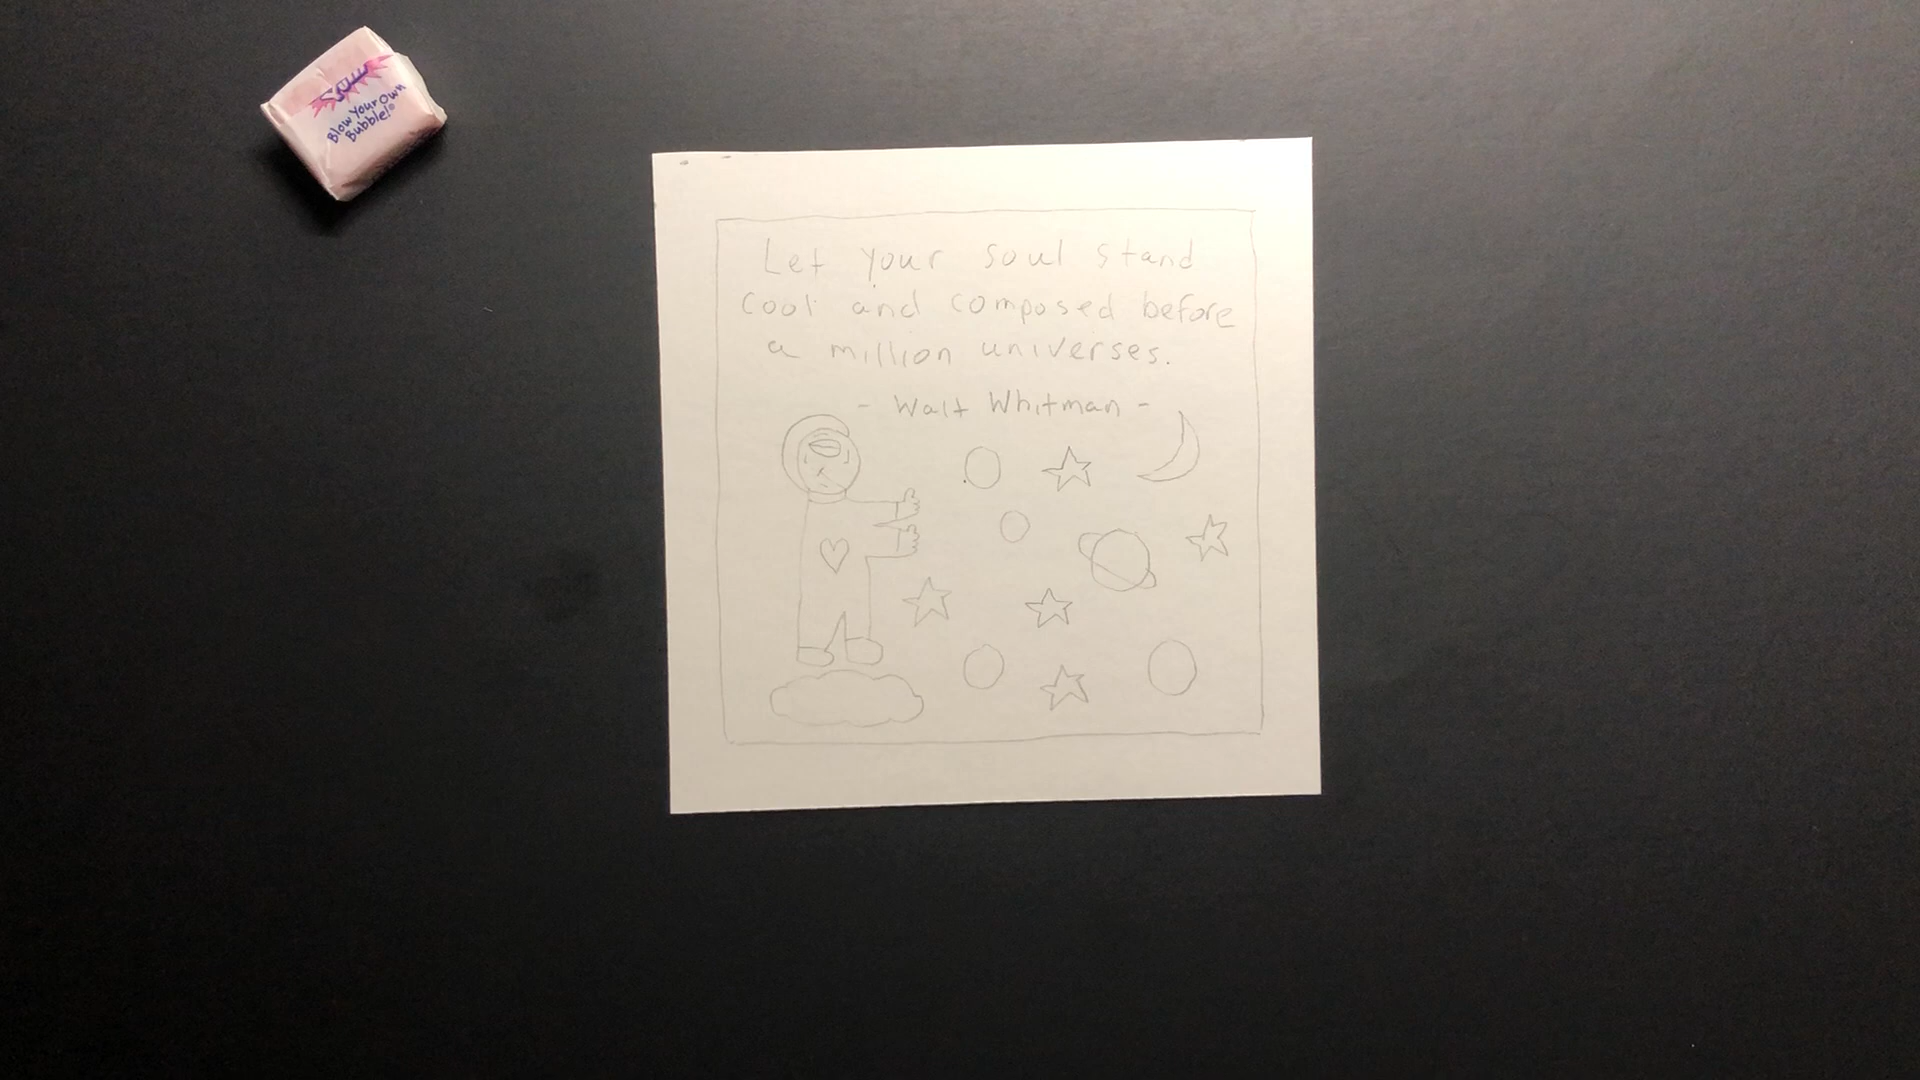 Blow Your Own
Bubble!®
Let your soul stand
cool and composed before
a million universes.
- Walt Whitman -